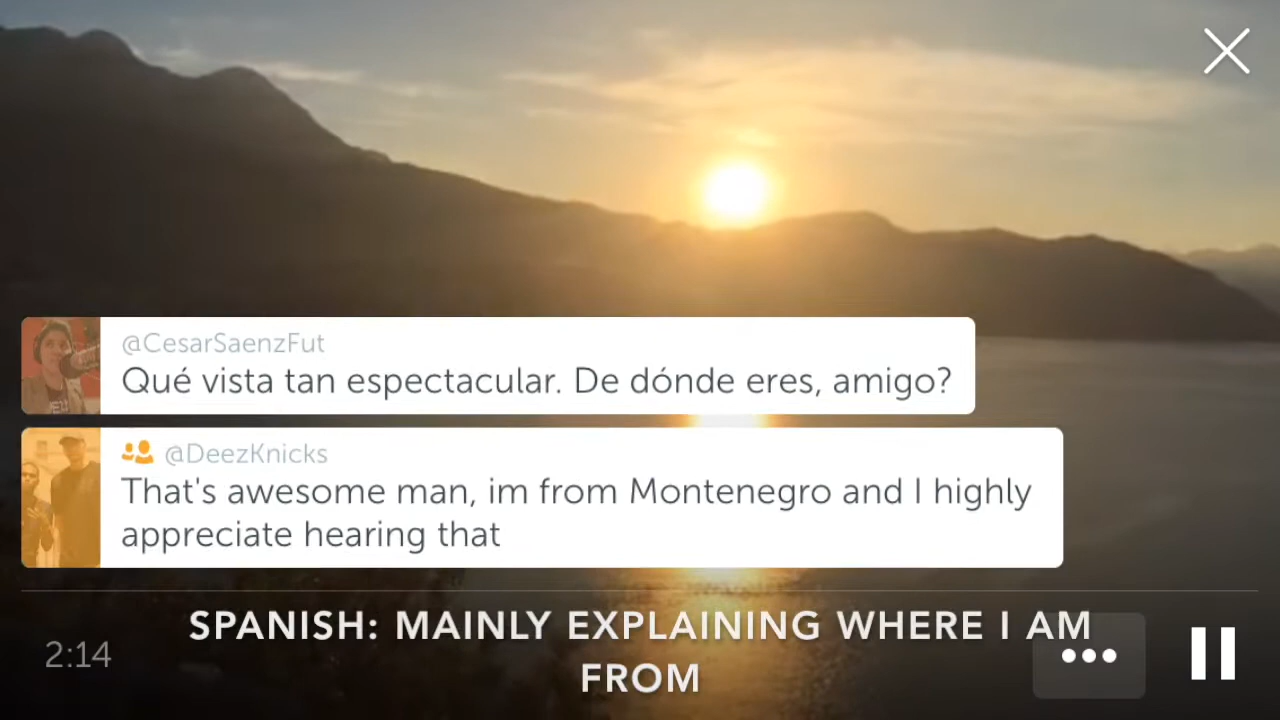 @CesarSaenzFut
Qué vista tan espectacular. De dónde eres, amigo?
@DeezKnicks
That's awesome man, im from Montenegro and I highly
appreciate hearing that
SPANISH: MAINLY EXPLAINING WHERE I AM
FROM
2:14